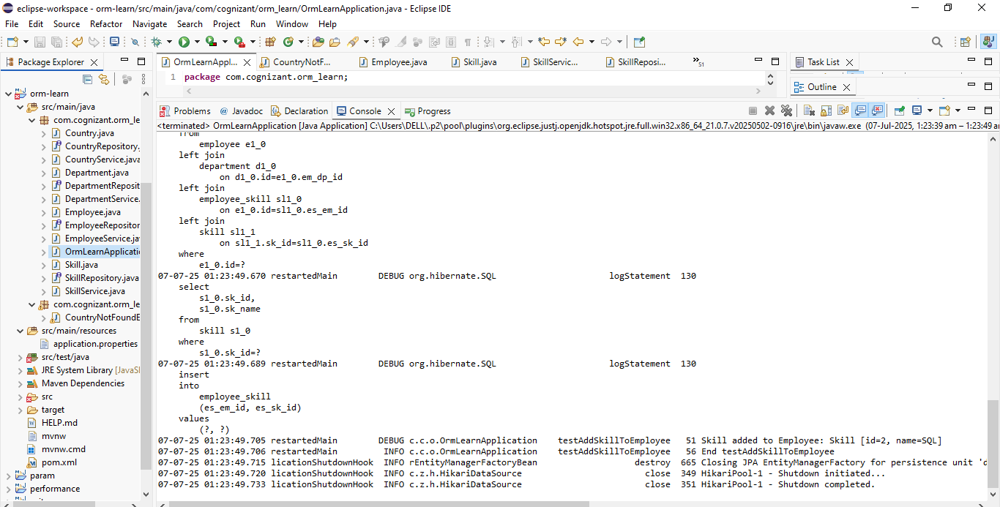 eclipse-workspace - orm-learn/src/main/java/com/cognizant/orm_learn/OrmLearnApplication.java - Eclipse IDE
File Edit Source Refactor Navigate Search Project Run Window Help
Package Explorer
OrmLearnAppl...
CountryNotF...
Employee.java
Skill.java
SkillServic...
SkillReposi...
51
Task List
Outline
1 package com.cognizant.orm_learn;
orm-learn
src/main/java
com.cognizant.orm_le
Country.java
CountryRepository.
CountryService.java
Department.java
DepartmentReposit
DepartmentService.
Employee.java
EmployeeRepositor
EmployeeService.ja
OrmLearnApplicati
Skill.java
SkillRepository.java
SkillService.java
com.cognizant.orm_le
CountryNotFoundE
src/main/resources
application.properties
src/test/java
JRE System Library [JavaS
Maven Dependencies
src
target
HELP.md
mvnw
mvnw.cmd
pom.xml
param
performance
Problems Javadoc Declaration Console Progress
<terminated> OrmLearnApplication [Java Application] C:\Users\DELL\.p2\pool\plugins\org.eclipse.justj.openjdk.hotspot.jre.full.win32.x86_64_21.0.7.v20250502-0916\jre\bin\javaw.exe (07-Jul-2025, 1:23:39 am – 1:23:49 a
from
employee e1_0
left join
department d1_0
on d1_0.id=e1_0.em_dp_id
left join
employee_skill sl1_0
on e1_0.id=sl1_0.es_em_id
left join
skill sl1_1
on sl1_1.sk_id=sl1_0.es_sk_id
where
e1_0.id=?
07-07-25 01:23:49.670 restartedMain DEBUG org.hibernate.SQL logStatement 130
select
s1_0.sk_id,
s1_0.sk_name
from
skill s1_0
where
s1_0.sk_id=?
07-07-25 01:23:49.689 restartedMain DEBUG org.hibernate.SQL logStatement 130
insert
into
employee_skill
(es_em_id, es_sk_id)
values
(?, ?)
07-07-25 01:23:49.705 restartedMain DEBUG c.c.o.OrmLearnApplication testAddSkillToEmployee 51 Skill added to Employee: Skill [id=2, name=SQL]
07-07-25 01:23:49.706 restartedMain INFO c.c.o.OrmLearnApplication testAddSkillToEmployee 56 End testAddSkillToEmployee
07-07-25 01:23:49.715 licationShutdownHook INFO rEntityManagerFactoryBean destroy 665 Closing JPA EntityManagerFactory for persistence unit 'd
07-07-25 01:23:49.720 licationShutdownHook INFO c.z.h.HikariDataSource close 349 HikariPool-1 - Shutdown initiated...
07-07-25 01:23:49.733 licationShutdownHook INFO c.z.h.HikariDataSource close 351 HikariPool-1 - Shutdown completed.